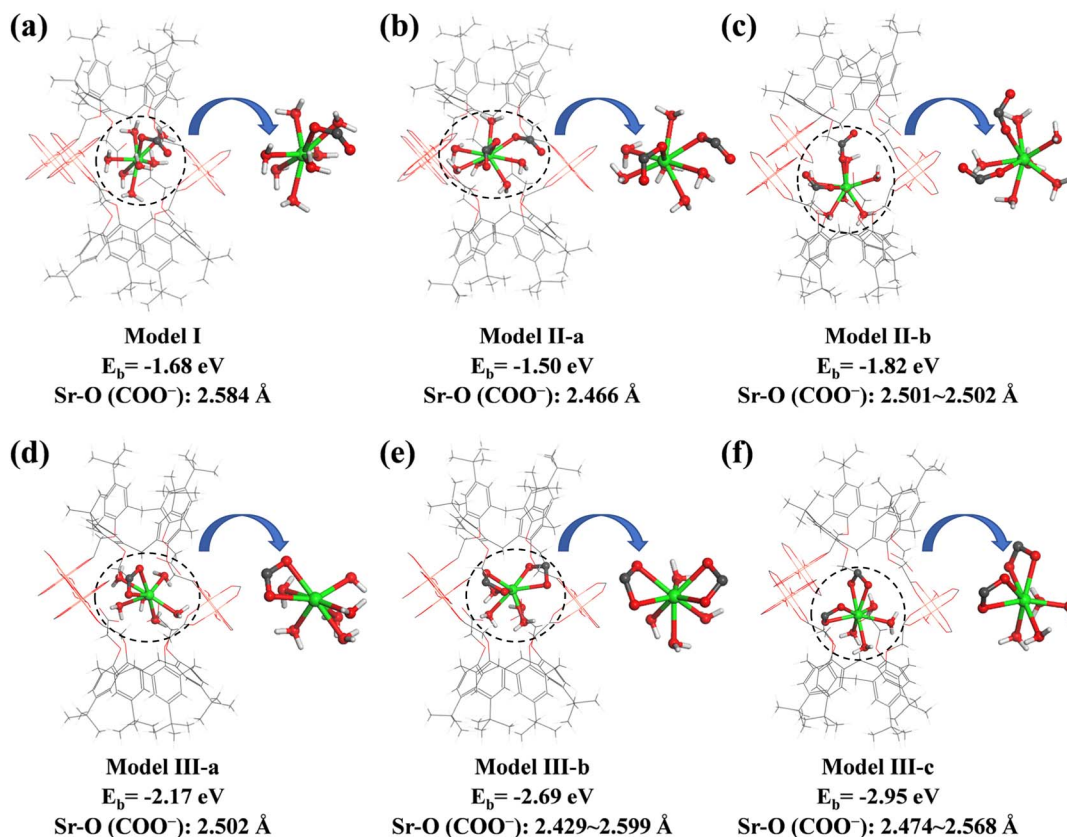 (a)
(b)
(c)
Model I
E_b= -1.68 eV
Sr-O (COO⁻): 2.584 Å
Model II-a
E_b= -1.50 eV
Sr-O (COO⁻): 2.466 Å
Model II-b
E_b= -1.82 eV
Sr-O (COO⁻): 2.501~2.502 Å
(d)
(e)
(f)
Model III-a
E_b= -2.17 eV
Sr-O (COO⁻): 2.502 Å
Model III-b
E_b= -2.69 eV
Sr-O (COO⁻): 2.429~2.599 Å
Model III-c
E_b= -2.95 eV
Sr-O (COO⁻): 2.474~2.568 Å